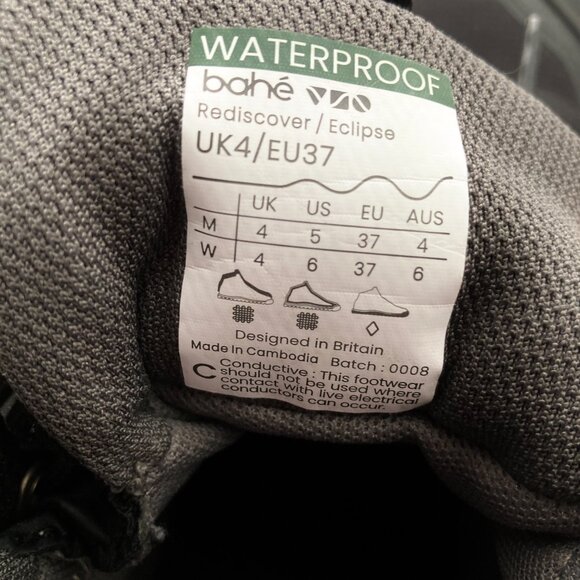 WATERPROOF
bahé
Rediscover / Eclipse
UK4/EU37
UK US EU AUS
M 4 5 37 4
W 4 6 37 6
Designed in Britain
Made In Cambodia Batch : 0008
C Conductive : This footwear
should not be used where
contact with live electrical
conductors can occur.